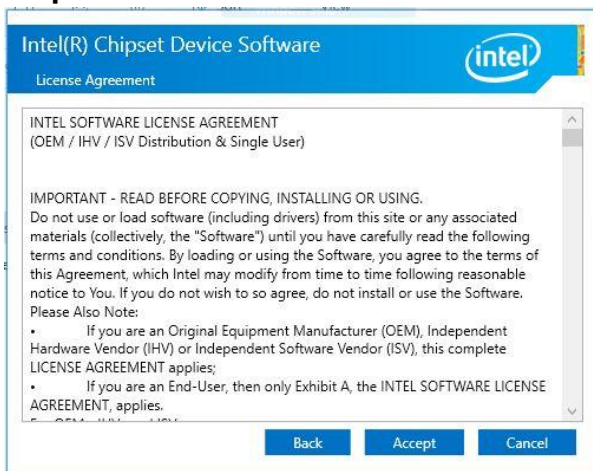 Intel(R) Chipset Device Software
intel
License Agreement
INTEL SOFTWARE LICENSE AGREEMENT
(OEM / IHV / ISV Distribution & Single User)
IMPORTANT - READ BEFORE COPYING, INSTALLING OR USING.
Do not use or load software (including drivers) from this site or any associated
materials (collectively, the "Software") until you have carefully read the following
terms and conditions. By loading or using the Software, you agree to the terms of
this Agreement, which Intel may modify from time to time following reasonable
notice to You. If you do not wish to so agree, do not install or use the Software.
Please Also Note:
• If you are an Original Equipment Manufacturer (OEM), Independent
Hardware Vendor (IHV) or Independent Software Vendor (ISV), this complete
LICENSE AGREEMENT applies;
• If you are an End-User, then only Exhibit A, the INTEL SOFTWARE LICENSE
AGREEMENT, applies.
Back Accept Cancel